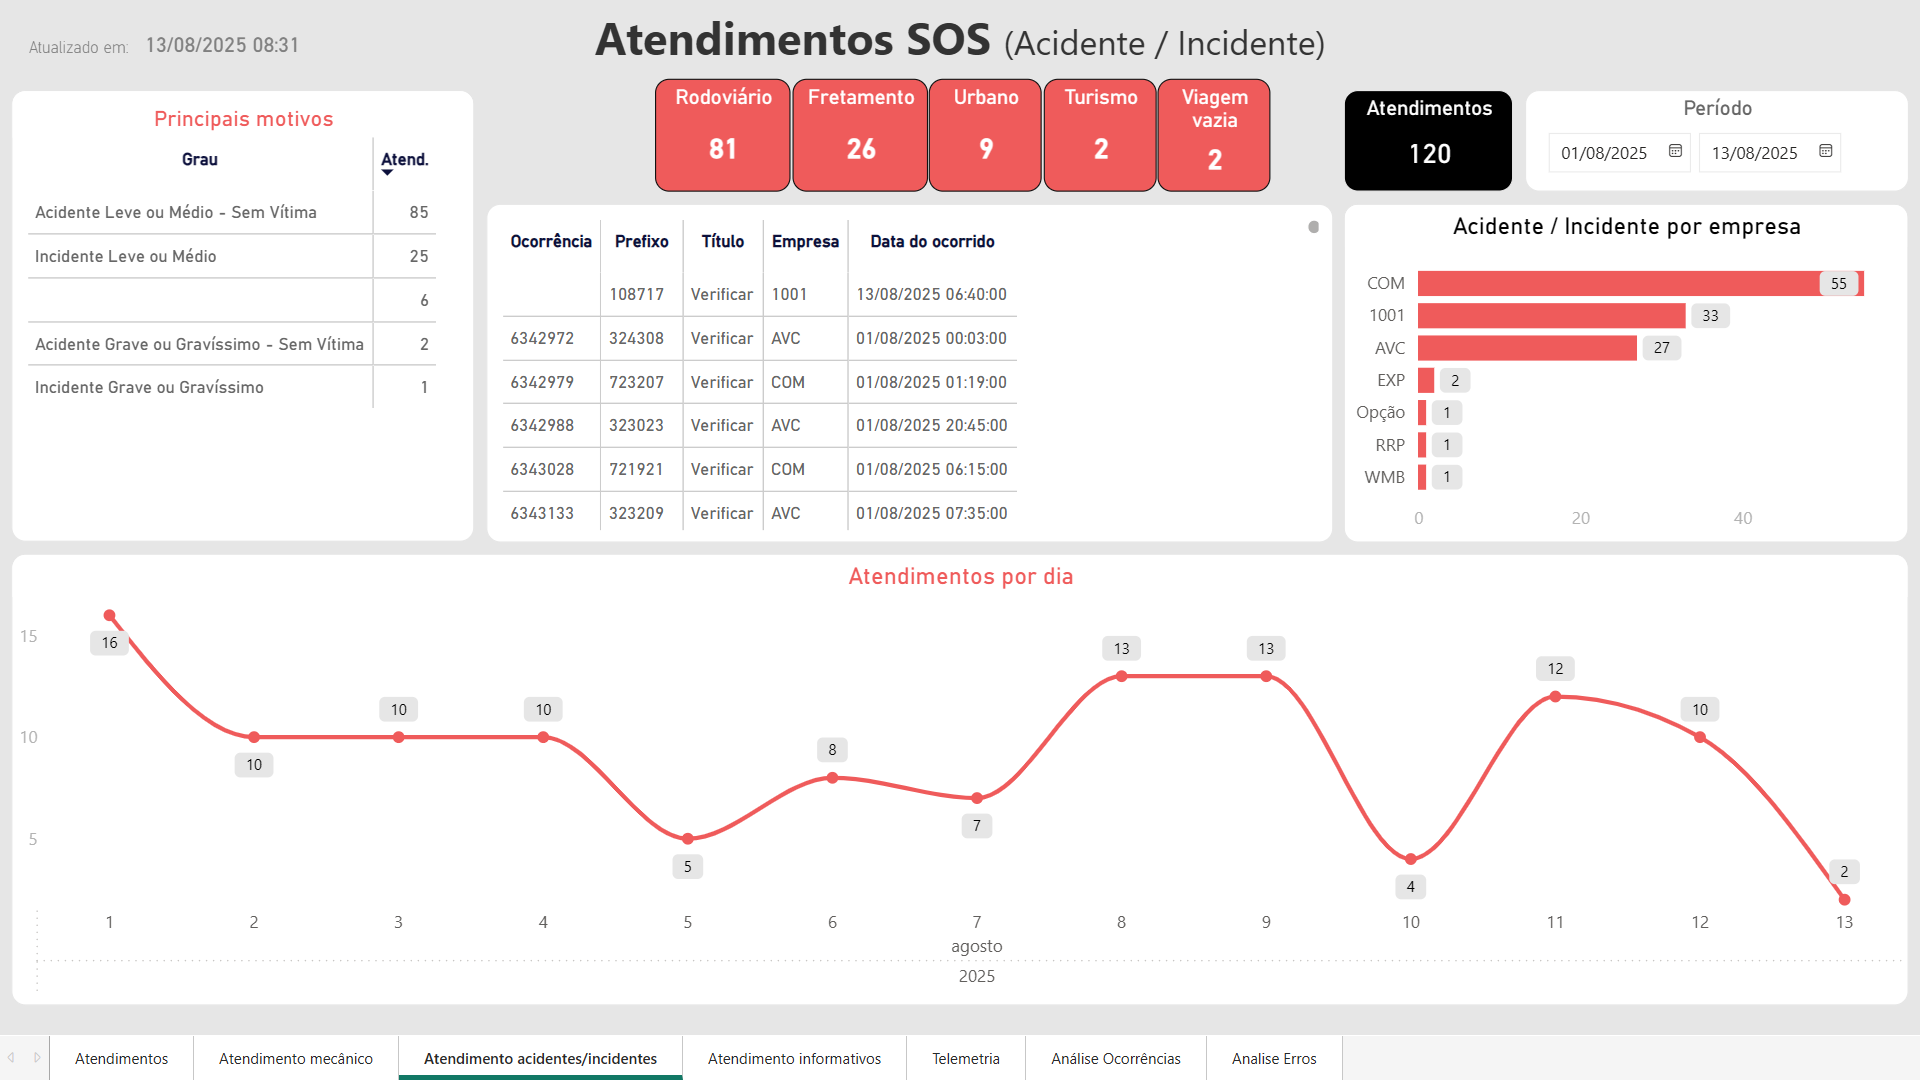 Atualizado em: 13/08/2025 08:31
Atendimentos SOS (Acidente / Incidente)
Rodoviário
81
Fretamento
26
Urbano
9
Turismo
2
Viagem
vazia
2
Atendimentos
120
Período
01/08/2025 13/08/2025
Principais motivos
Grau Atend.
Acidente Leve ou Médio - Sem Vítima 85
Incidente Leve ou Médio 25
6
Acidente Grave ou Gravíssimo - Sem Vítima 2
Incidente Grave ou Gravíssimo 1
Ocorrência Prefixo Título Empresa Data do ocorrido
108717 Verificar 1001 13/08/2025 06:40:00
6342972 324308 Verificar AVC 01/08/2025 00:03:00
6342979 723207 Verificar COM 01/08/2025 01:19:00
6342988 323023 Verificar AVC 01/08/2025 20:45:00
6343028 721921 Verificar COM 01/08/2025 06:15:00
6343133 323209 Verificar AVC 01/08/2025 07:35:00
Acidente / Incidente por empresa
COM 55
1001 33
AVC 27
EXP 2
Opção 1
RRP 1
WMB 1
0 20 40
Atendimentos por dia
15
10
5
16
10
10
10
5
8
7
13
13
4
12
10
2
1 2 3 4 5 6 7 8 9 10 11 12 13
agosto
2025
Atendimentos Atendimento mecânico Atendimento acidentes/incidentes Atendimento informativos Telemetria Análise Ocorrências Analise Erros